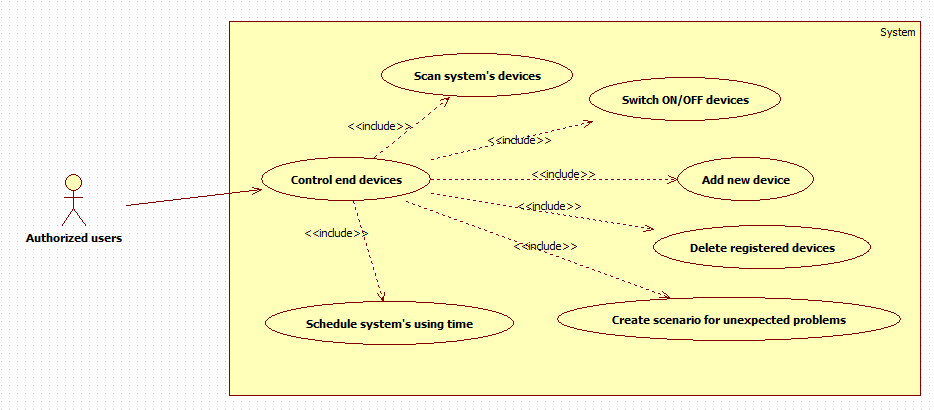 System
Scan system's devices
Switch ON/OFF devices
<<include>>
<<include>>
Control end devices
<<include>>
Add new device
<<include>>
Authorized users
<<include>>
<<include>>
Delete registered devices
Schedule system's using time
Create scenario for unexpected problems